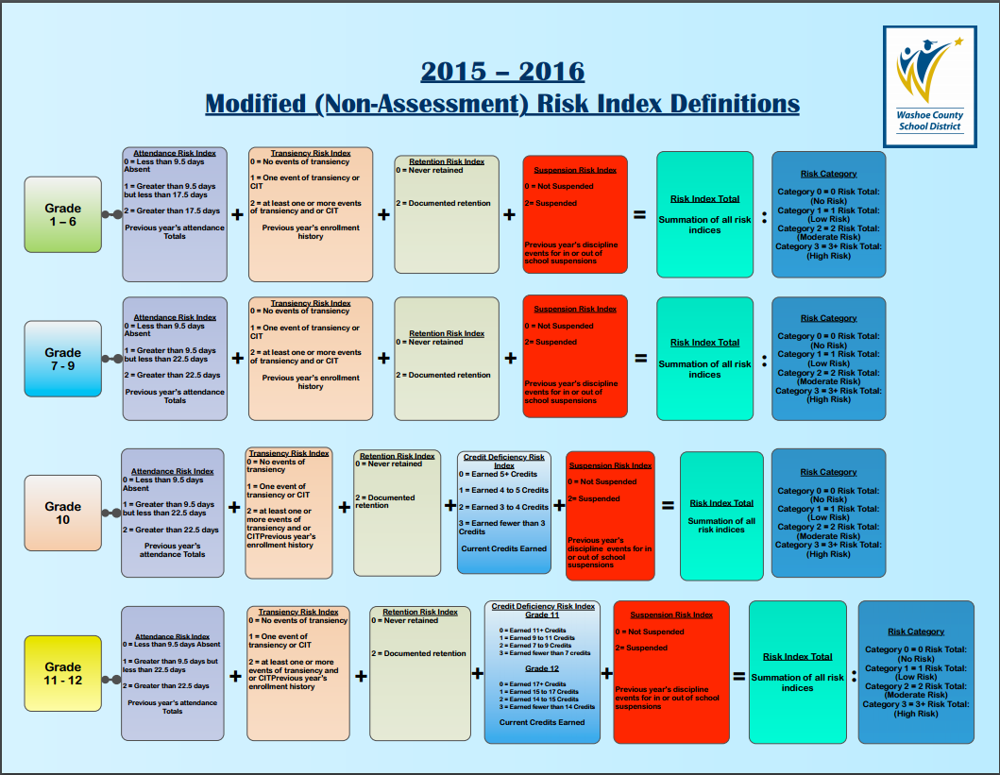 2015 – 2016
Modified (Non-Assessment) Risk Index Definitions
Washoe County
School District
Grade
1 – 6
Attendance Risk Index
0 = Less than 9.5 days
Absent
1 = Greater than 9.5 days
but less than 17.5 days
2 = Greater than 17.5 days
Previous year's attendance
Totals
+
Transiency Risk Index
0 = No events of transiency
1 = One event of transiency or
CIT
2 = at least one or more events
of transiency and or CIT
Previous year's enrollment
history
+
Retention Risk Index
0 = Never retained
2 = Documented retention
+
Suspension Risk Index
0 = Not Suspended
2= Suspended
Previous year's discipline
events for in or out of
school suspensions
=
Risk Index Total
Summation of all risk
indices
:
Risk Category
Category 0 = 0 Risk Total:
(No Risk)
Category 1 = 1 Risk Total:
(Low Risk)
Category 2 = 2 Risk Total:
(Moderate Risk)
Category 3 = 3+ Risk Total:
(High Risk)
Grade
7 - 9
Attendance Risk Index
0 = Less than 9.5 days
Absent
1 = Greater than 9.5 days
but less than 22.5 days
2 = Greater than 22.5 days
Previous year's attendance
Totals
+
Transiency Risk Index
0 = No events of transiency
1 = One event of transiency or
CIT
2 = at least one or more events
of transiency and or CIT
Previous year's enrollment
history
+
Retention Risk Index
0 = Never retained
2 = Documented retention
+
Suspension Risk Index
0 = Not Suspended
2= Suspended
Previous year's discipline
events for in or out of
school suspensions
=
Risk Index Total
Summation of all risk
indices
:
Risk Category
Category 0 = 0 Risk Total:
(No Risk)
Category 1 = 1 Risk Total:
(Low Risk)
Category 2 = 2 Risk Total:
(Moderate Risk)
Category 3 = 3+ Risk Total:
(High Risk)
Grade
10
Attendance Risk Index
0 = Less than 9.5 days
Absent
1 = Greater than 9.5 days
but less than 22.5 days
2 = Greater than 22.5 days
Previous year's
attendance Totals
+
Transiency Risk Index
0 = No events of
transiency
1 = One event of
transiency or CIT
2 = at least one or
more events of
transiency and or
CITPrevious year's
enrollment history
+
Retention Risk Index
0 = Never retained
2 = Documented
retention
+
Credit Deficiency Risk
Index
0 = Earned 5+ Credits
1 = Earned 4 to 5 Credits
2 = Earned 3 to 4 Credits
3 = Earned fewer than 3
Credits
Current Credits Earned
+
Suspension Risk Index
0 = Not Suspended
2= Suspended
Previous year's
discipline events for in
or out of school
suspensions
=
Risk Index Total
Summation of all
risk indices
Risk Category
Category 0 = 0 Risk Total:
(No Risk)
Category 1 = 1 Risk Total:
(Low Risk)
Category 2 = 2 Risk Total:
(Moderate Risk)
Category 3 = 3+ Risk Total:
(High Risk)
Grade
11 - 12
Attendance Risk Index
0 = Less than 9.5 days Absent
1 = Greater than 9.5 days but
less than 22.5 days
2 = Greater than 22.5 days
Previous year's attendance
Totals
+
Transiency Risk Index
0 = No events of transiency
1 = One event of
transiency or CIT
2 = at least one or more
events of transiency and
or CITPrevious year's
enrollment history
+
Retention Risk Index
0 = Never retained
2 = Documented retention
+
Credit Deficiency Risk Index
Grade 11
0 = Earned 11+ Credits
1 = Earned 9 to 11 Credits
2 = Earned 7 to 9 Credits
3 = Earned fewer than 7 credits
Grade 12
0 = Earned 17+ Credits
1 = Earned 15 to 17 Credits
2 = Earned 14 to 15 Credits
3 = Earned fewer than 14 Credits
Current Credits Earned
+
Suspension Risk Index
0 = Not Suspended
2= Suspended
Previous year's discipline
events for in or out of school
suspensions
=
Risk Index Total
Summation of all risk
indices
:
Risk Category
Category 0 = 0 Risk Total:
(No Risk)
Category 1 = 1 Risk Total:
(Low Risk)
Category 2 = 2 Risk Total:
(Moderate Risk)
Category 3 = 3+ Risk Total:
(High Risk)